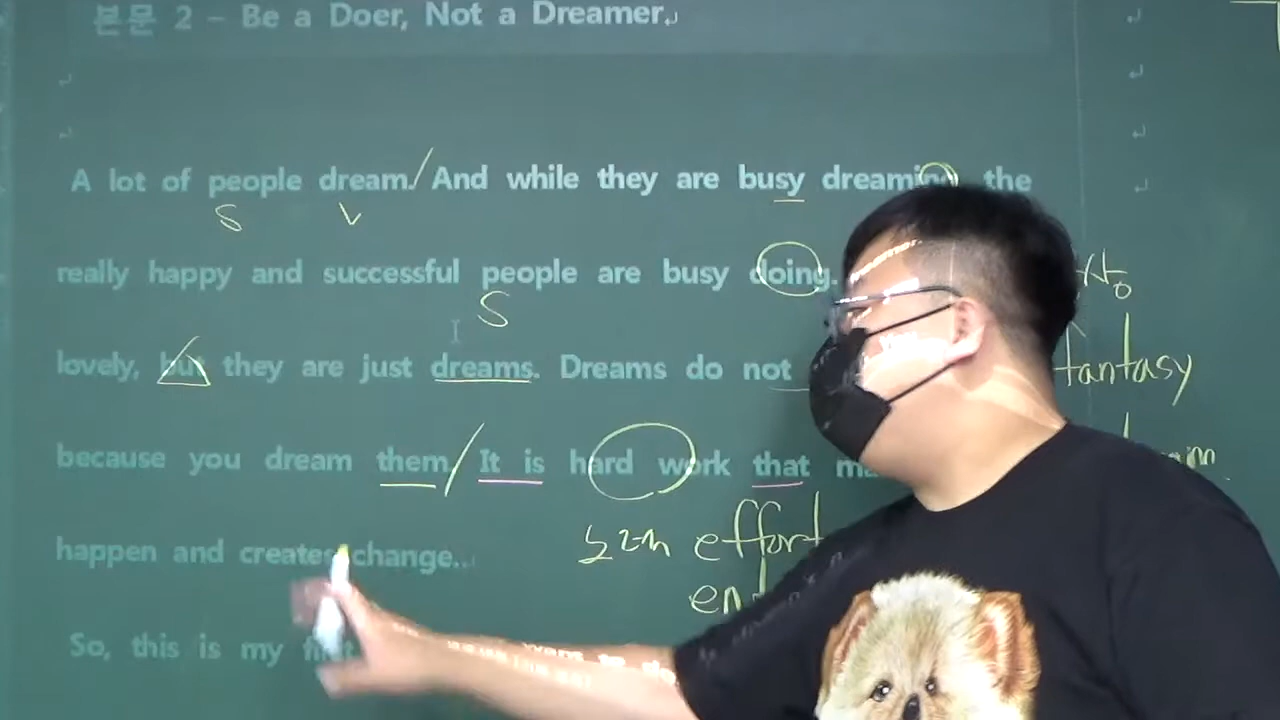 본문 2 - Be a Doer, Not a Dreamer.
A lot of people dream. / And while they are busy dreaming the
S V
really happy and successful people are busy doing.
S
lovely, but they are just dreams. Dreams do not
fantasy
because you dream them / It is hard work that
effort
happen and creates change..
So, this is my